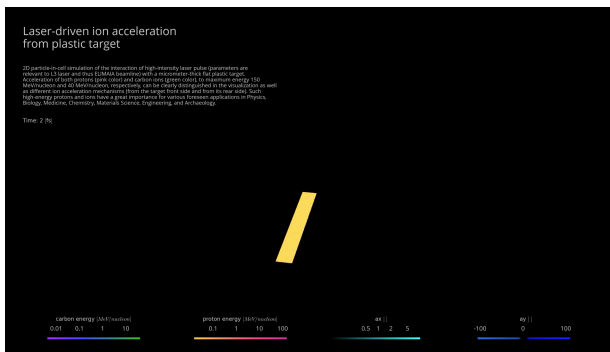 Laser-driven ion acceleration
from plastic target
2D particle-in-cell simulation of the interaction of high-intensity laser pulse (parameters are
relevant to L3 laser and thus ELIMAIA beamline) with a micrometer-thick flat plastic target.
Acceleration of both protons (pink color) and carbon ions (green color), to maximum energy 150
MeV/nucleon and 40 MeV/nucleon, respectively, can be clearly distinguished in the visualization as well
as different ion acceleration mechanisms (from the target front side and from its rear side). Such
high-energy protons and ions have a great importance for various foreseen applications in Physics,
Biology, Medicine, Chemistry, Materials Science, Engineering, and Archaeology.
Time: 2 [fs]
carbon energy [MeV/nucleon] proton energy [MeV/nucleon] ax [ ] ay [ ]
0.01 0.1 1 10 0.1 1 10 100 0.5 1 2 5 -100 0 100